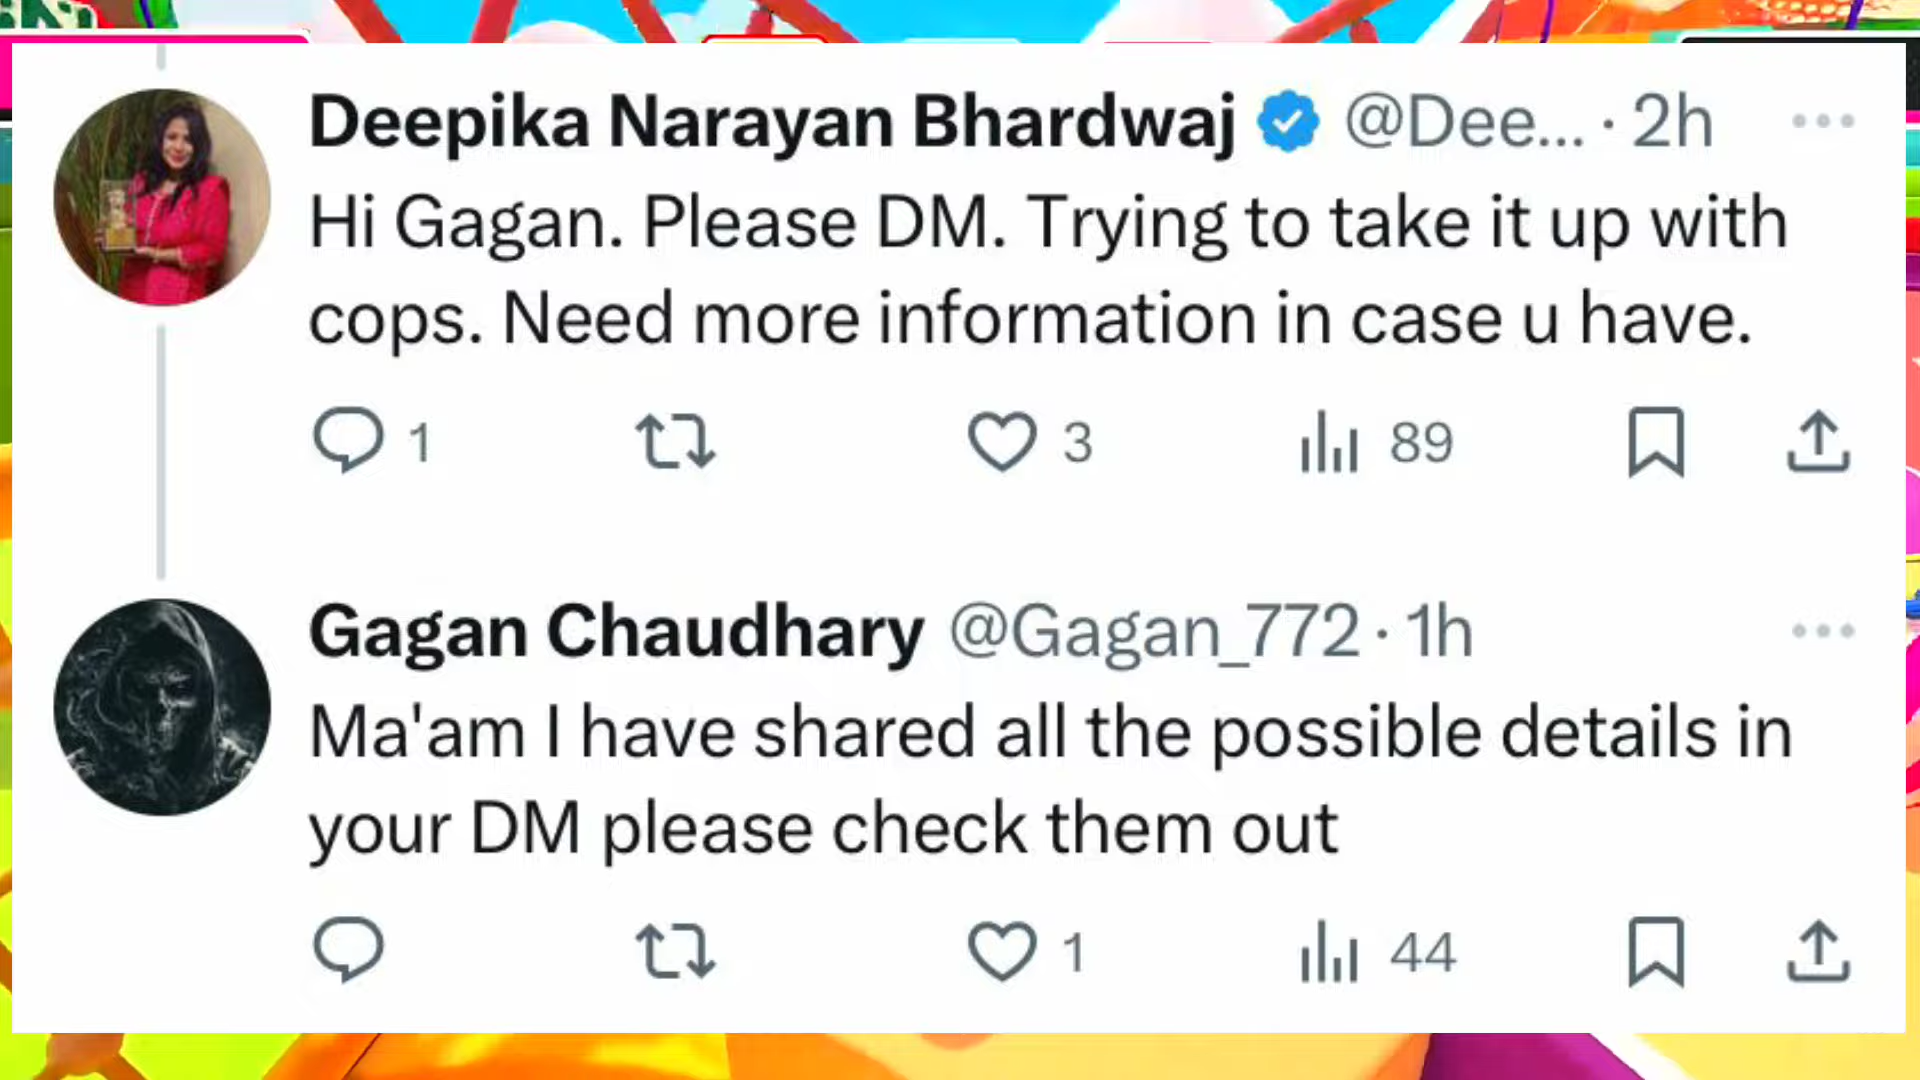 Deepika Narayan Bhardwaj @Dee... · 2h
Hi Gagan. Please DM. Trying to take it up with
cops. Need more information in case u have.
1 3 89
Gagan Chaudhary @Gagan_772 · 1h
Ma'am I have shared all the possible details in
your DM please check them out
1 44